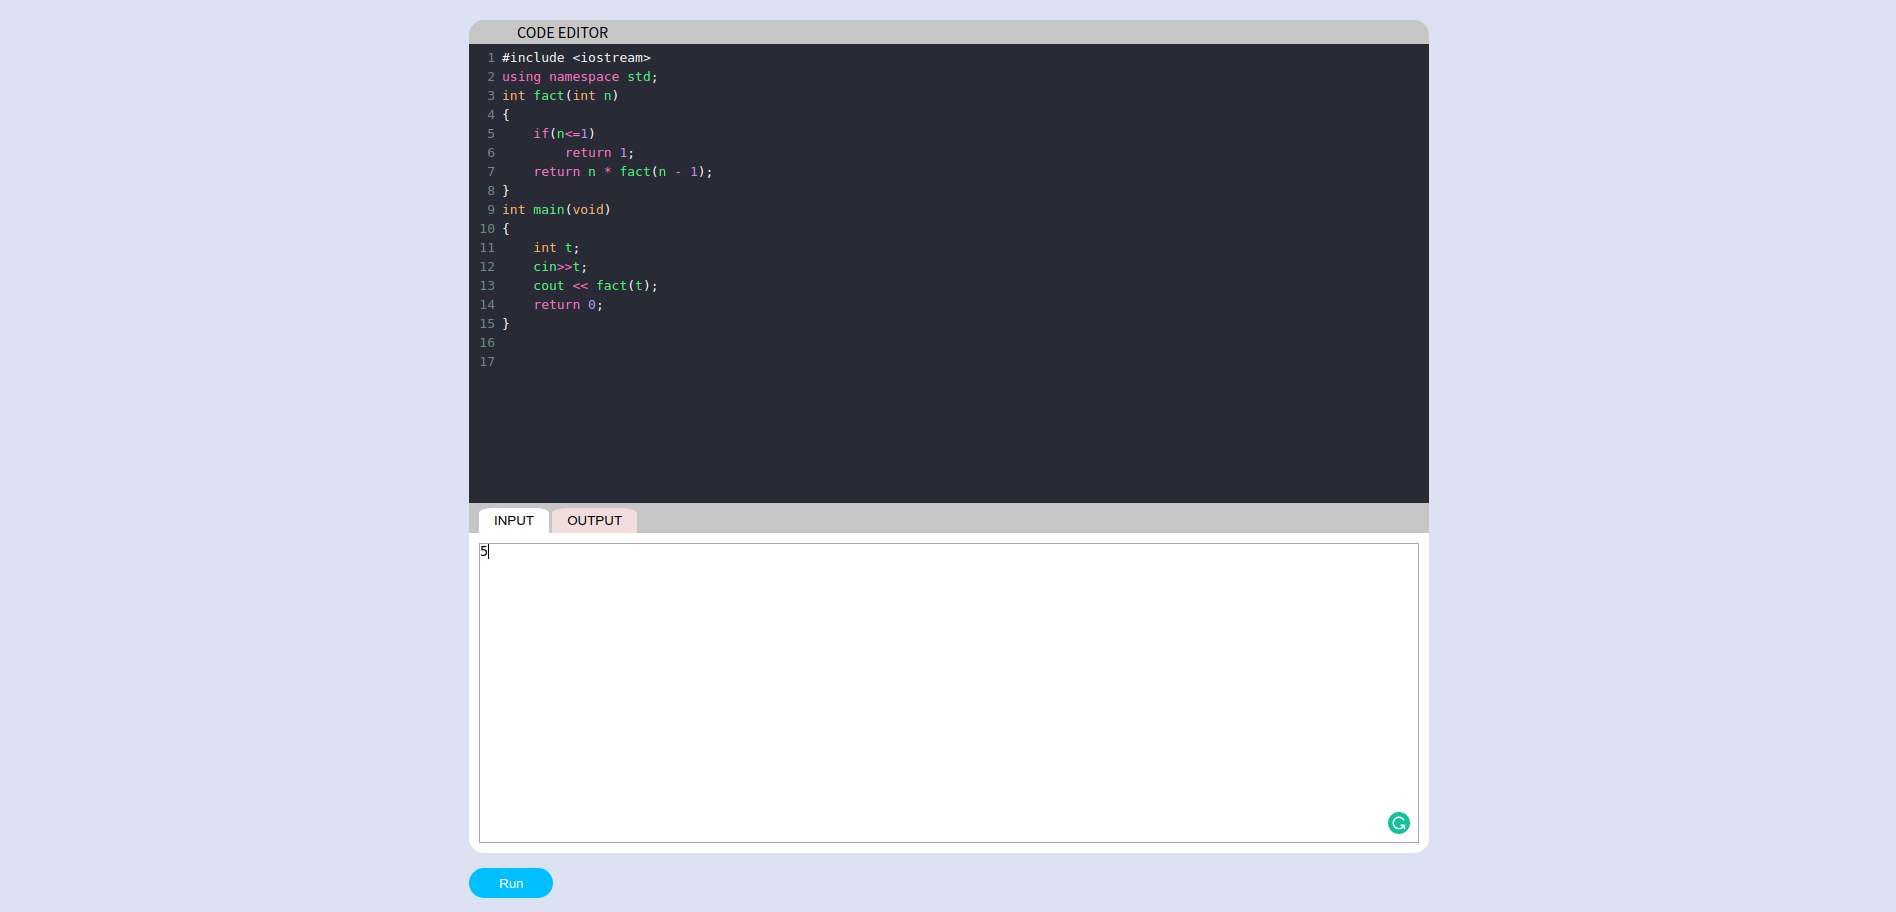 CODE EDITOR
1 #include <iostream>
2 using namespace std;
3 int fact(int n)
4 {
5     if(n<=1)
6         return 1;
7     return n * fact(n - 1);
8 }
9 int main(void)
10 {
11     int t;
12     cin>>t;
13     cout << fact(t);
14     return 0;
15 }
16
17
INPUT OUTPUT
5
Run